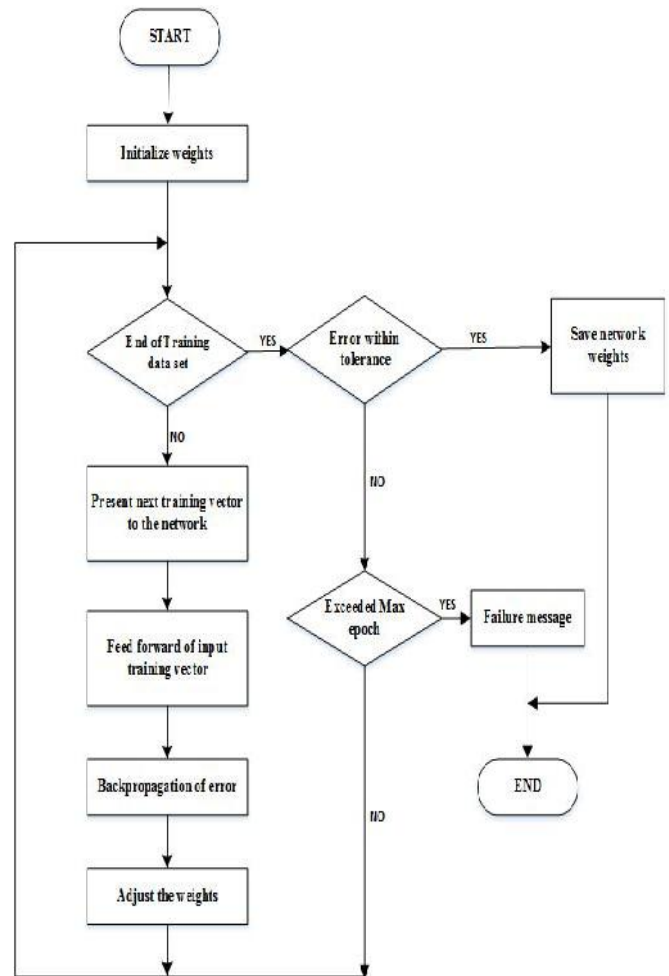 START
Initialize weights
End of Training
data set
YES
Error within
tolerance
YES
Save network
weights
NO
Present next training vector
to the network
NO
Feed forward of input
training vector
Exceeded Max
epoch
YES
Failure message
Backpropagation of error
END
NO
Adjust the weights